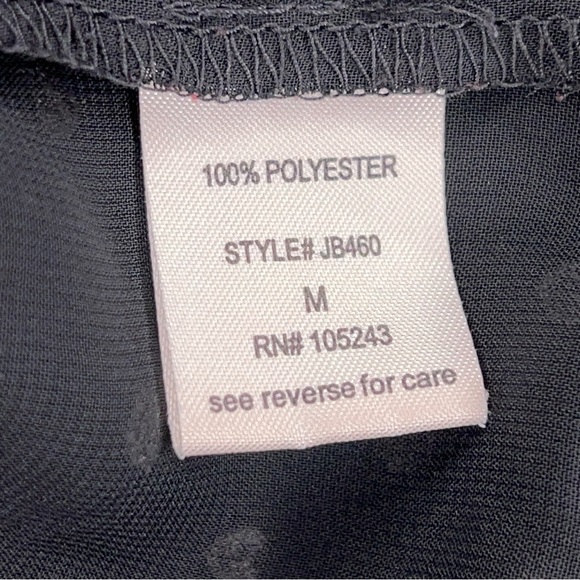 100% POLYESTER
STYLE# JB460
M
RN# 105243
see reverse for care